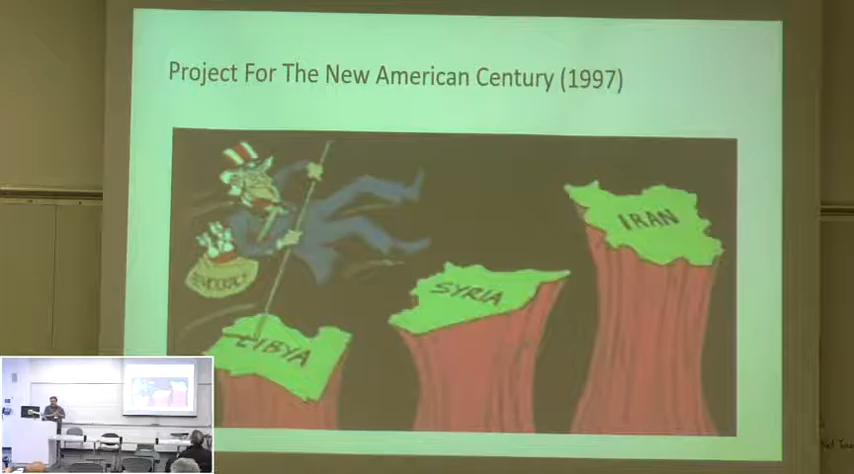 Project For The New American Century (1997)
DEMOCRACY
LIBYA
SYRIA
IRAN